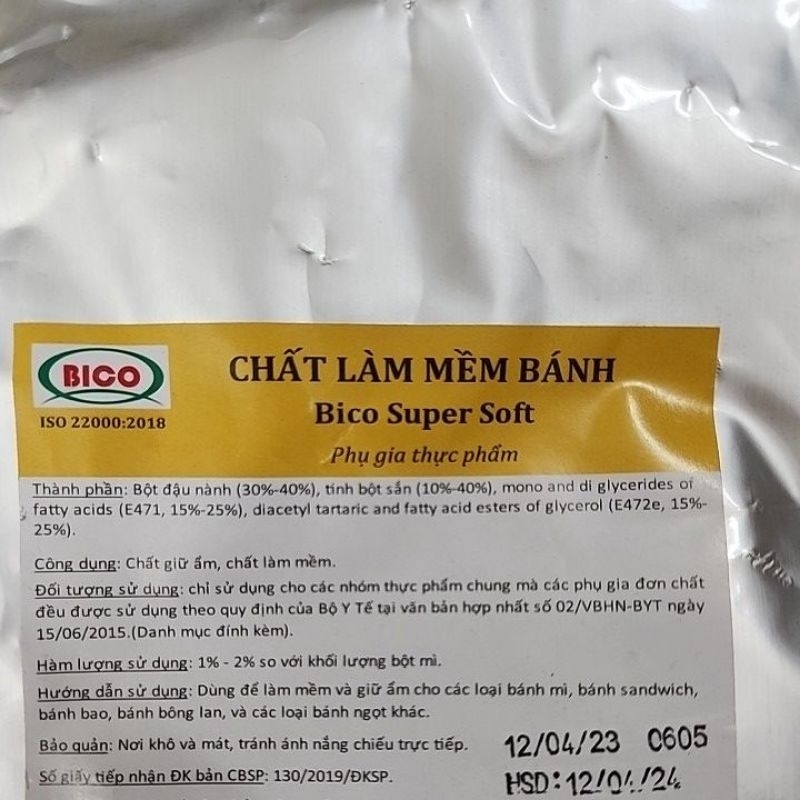 BICO
ISO 22000:2018
CHẤT LÀM MỀM BÁNH
Bico Super Soft
Phụ gia thực phẩm
Thành phần: Bột đậu nành (30%-40%), tinh bột sắn (10%-40%), mono and di glycerides of
fatty acids (E471, 15%-25%), diacetyl tartaric and fatty acid esters of glycerol (E472e, 15%-
25%).
Công dụng: Chất giữ ẩm, chất làm mềm.
Đối tượng sử dụng: chỉ sử dụng cho các nhóm thực phẩm chung mà các phụ gia đơn chất
đều được sử dụng theo quy định của Bộ Y Tế tại văn bản hợp nhất số 02/VBHN-BYT ngày
15/06/2015.(Danh mục đính kèm).
Hàm lượng sử dụng: 1% - 2% so với khối lượng bột mì.
Hướng dẫn sử dụng: Dùng để làm mềm và giữ ẩm cho các loại bánh mì, bánh sandwich,
bánh bao, bánh bông lan, và các loại bánh ngọt khác.
Bảo quản: Nơi khô và mát, tránh ánh nắng chiếu trực tiếp.
12/04/23 0605
Số giấy tiếp nhận ĐK bản CBSP: 130/2019/ĐKSP.
HSD:12/04/24